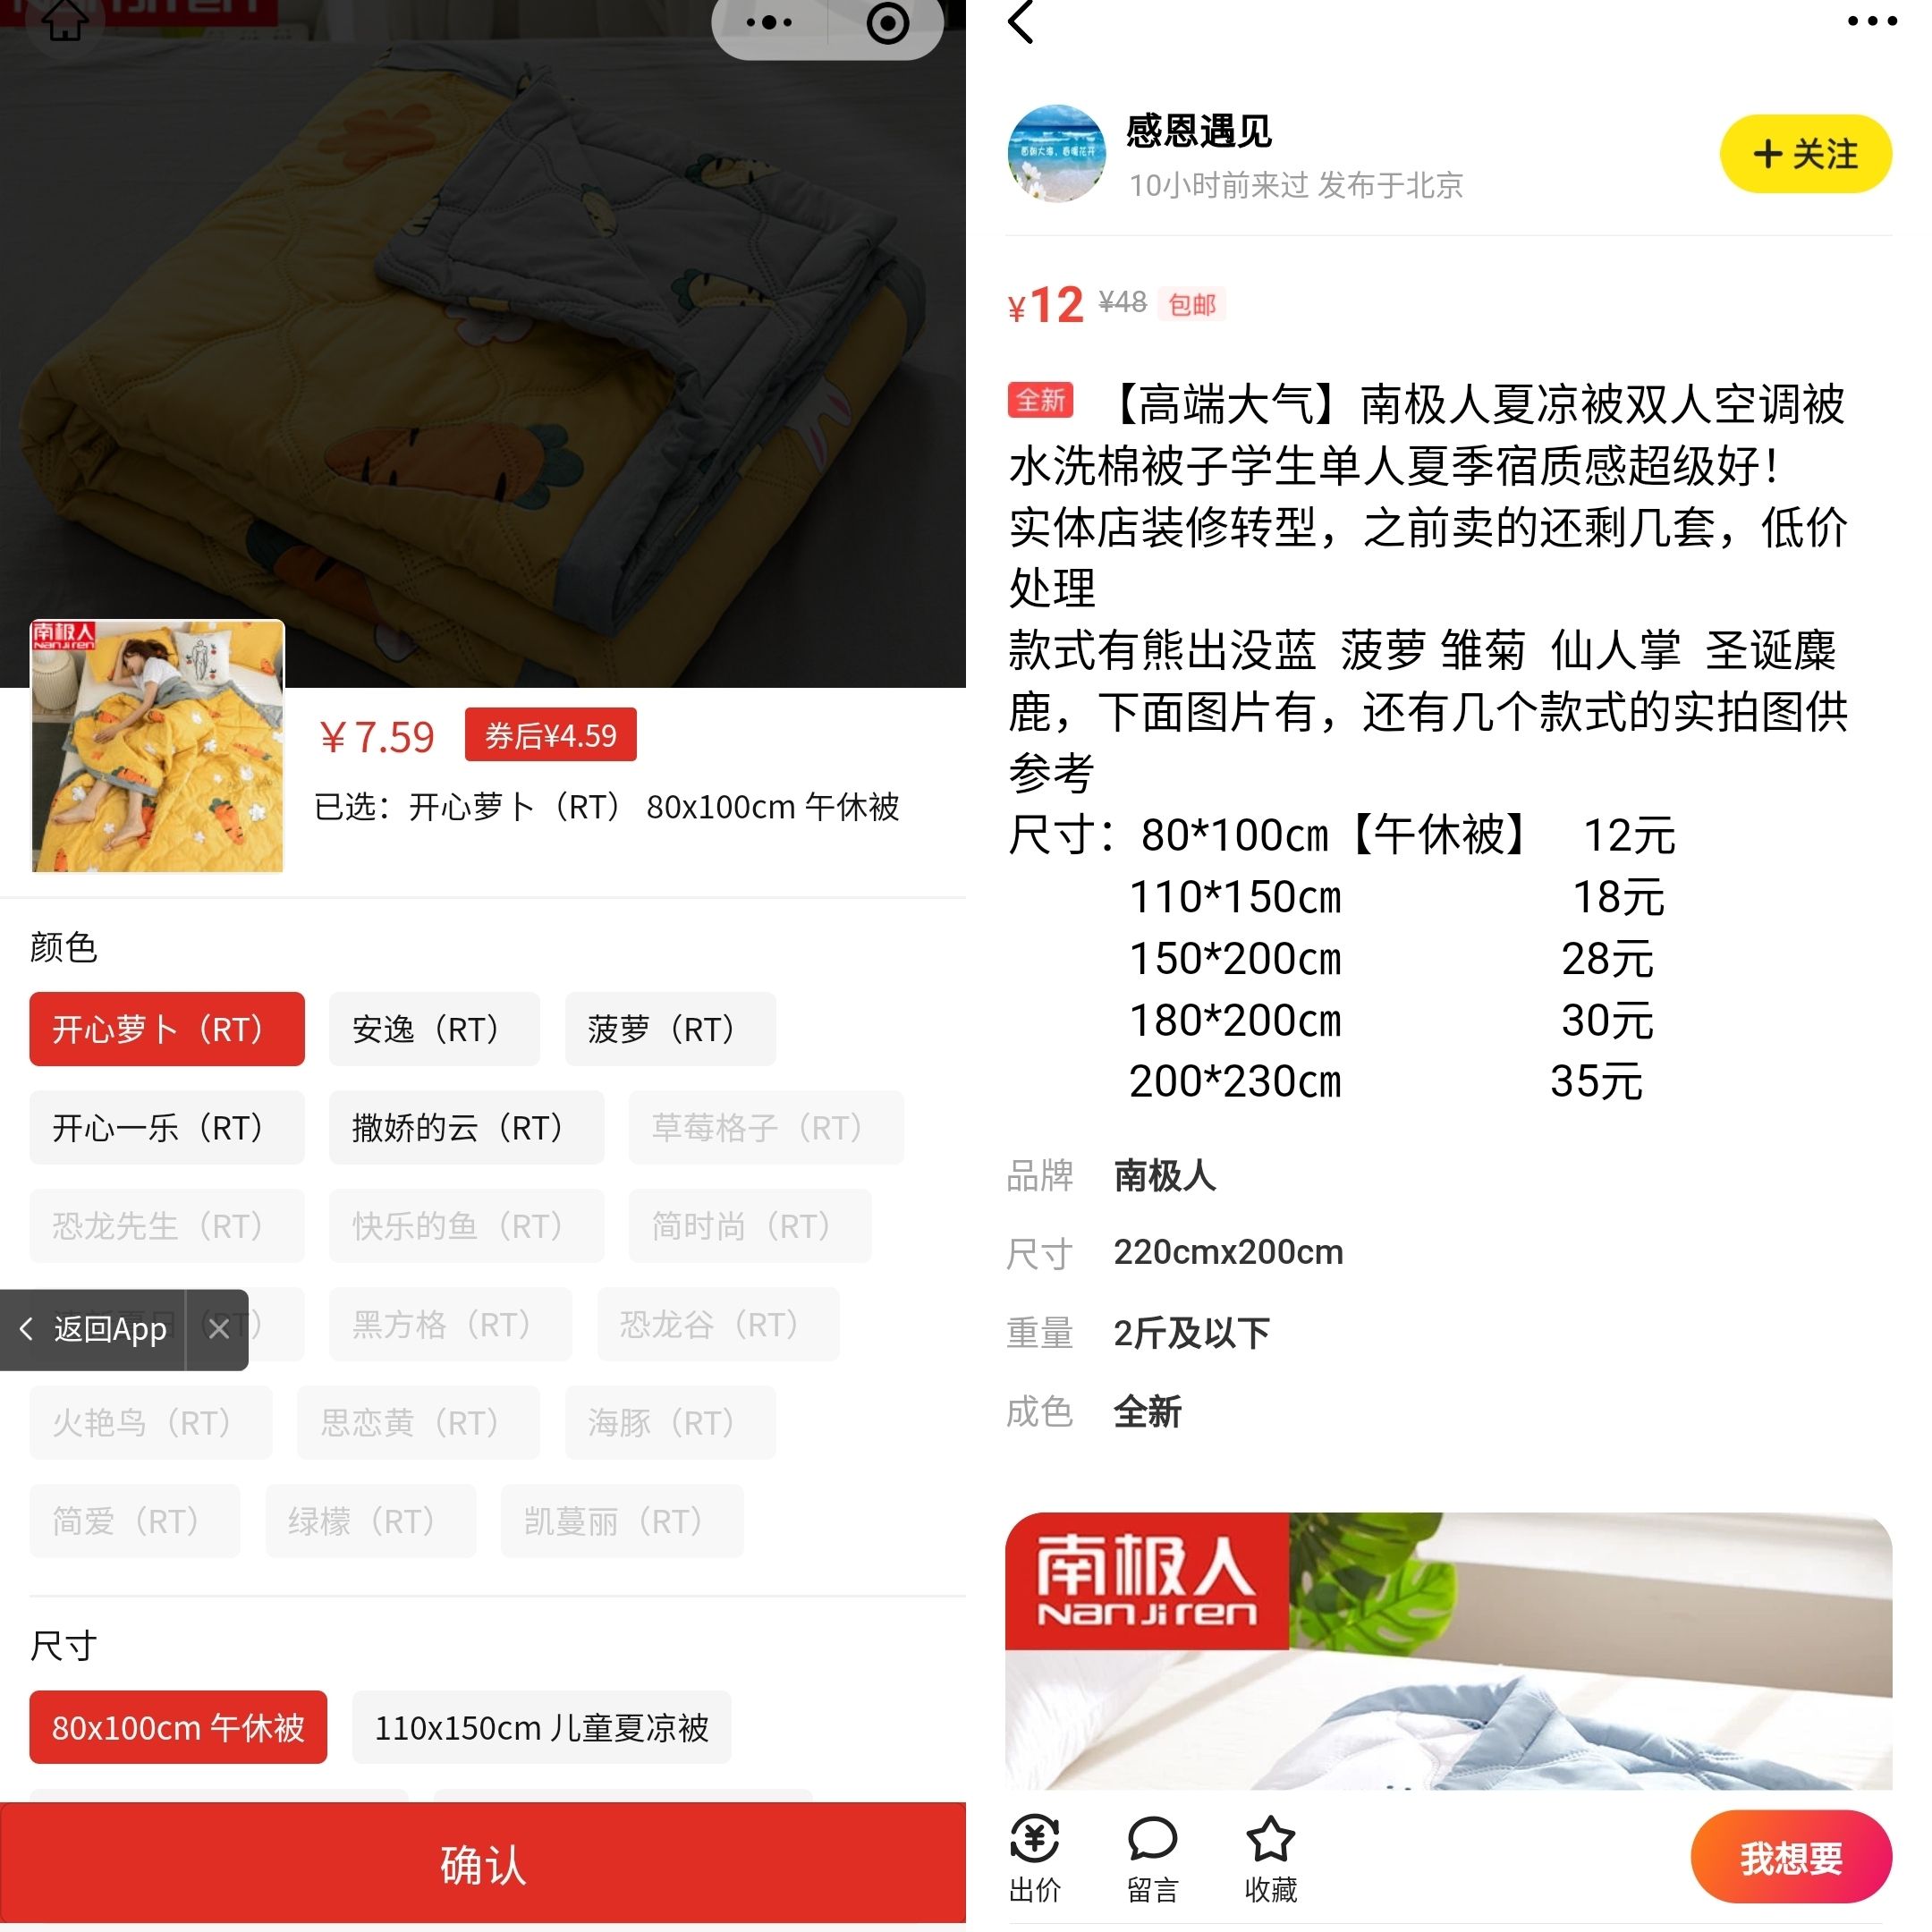 南极人
NanJiren
￥7.59
券后¥4.59
已选：开心萝卜（RT） 80x100cm 午休被
颜色
开心萝卜（RT）
安逸（RT）
菠萝（RT）
开心一乐（RT）
撒娇的云（RT）
草莓格子（RT）
恐龙先生（RT）
快乐的鱼（RT）
简时尚（RT）
返回App
黑方格（RT）
恐龙谷（RT）
火艳鸟（RT）
思恋黄（RT）
海豚（RT）
简爱（RT）
绿檬（RT）
凯蔓丽（RT）
尺寸
80x100cm 午休被
110x150cm 儿童夏凉被
确认
感恩遇见
10小时前来过 发布于北京
+ 关注
¥12 ¥48 包邮
全新 【高端大气】南极人夏凉被双人空调被
水洗棉被子学生单人夏季宿质感超级好！
实体店装修转型，之前卖的还剩几套，低价
处理
款式有熊出没蓝 菠萝 雏菊 仙人掌 圣诞麋
鹿，下面图片有，还有几个款式的实拍图供
参考
尺寸：80*100㎝【午休被】 12元
110*150㎝ 18元
150*200㎝ 28元
180*200㎝ 30元
200*230㎝ 35元
品牌 南极人
尺寸 220cmx200cm
重量 2斤及以下
成色 全新
南极人
NanJiren
出价
留言
收藏
我想要